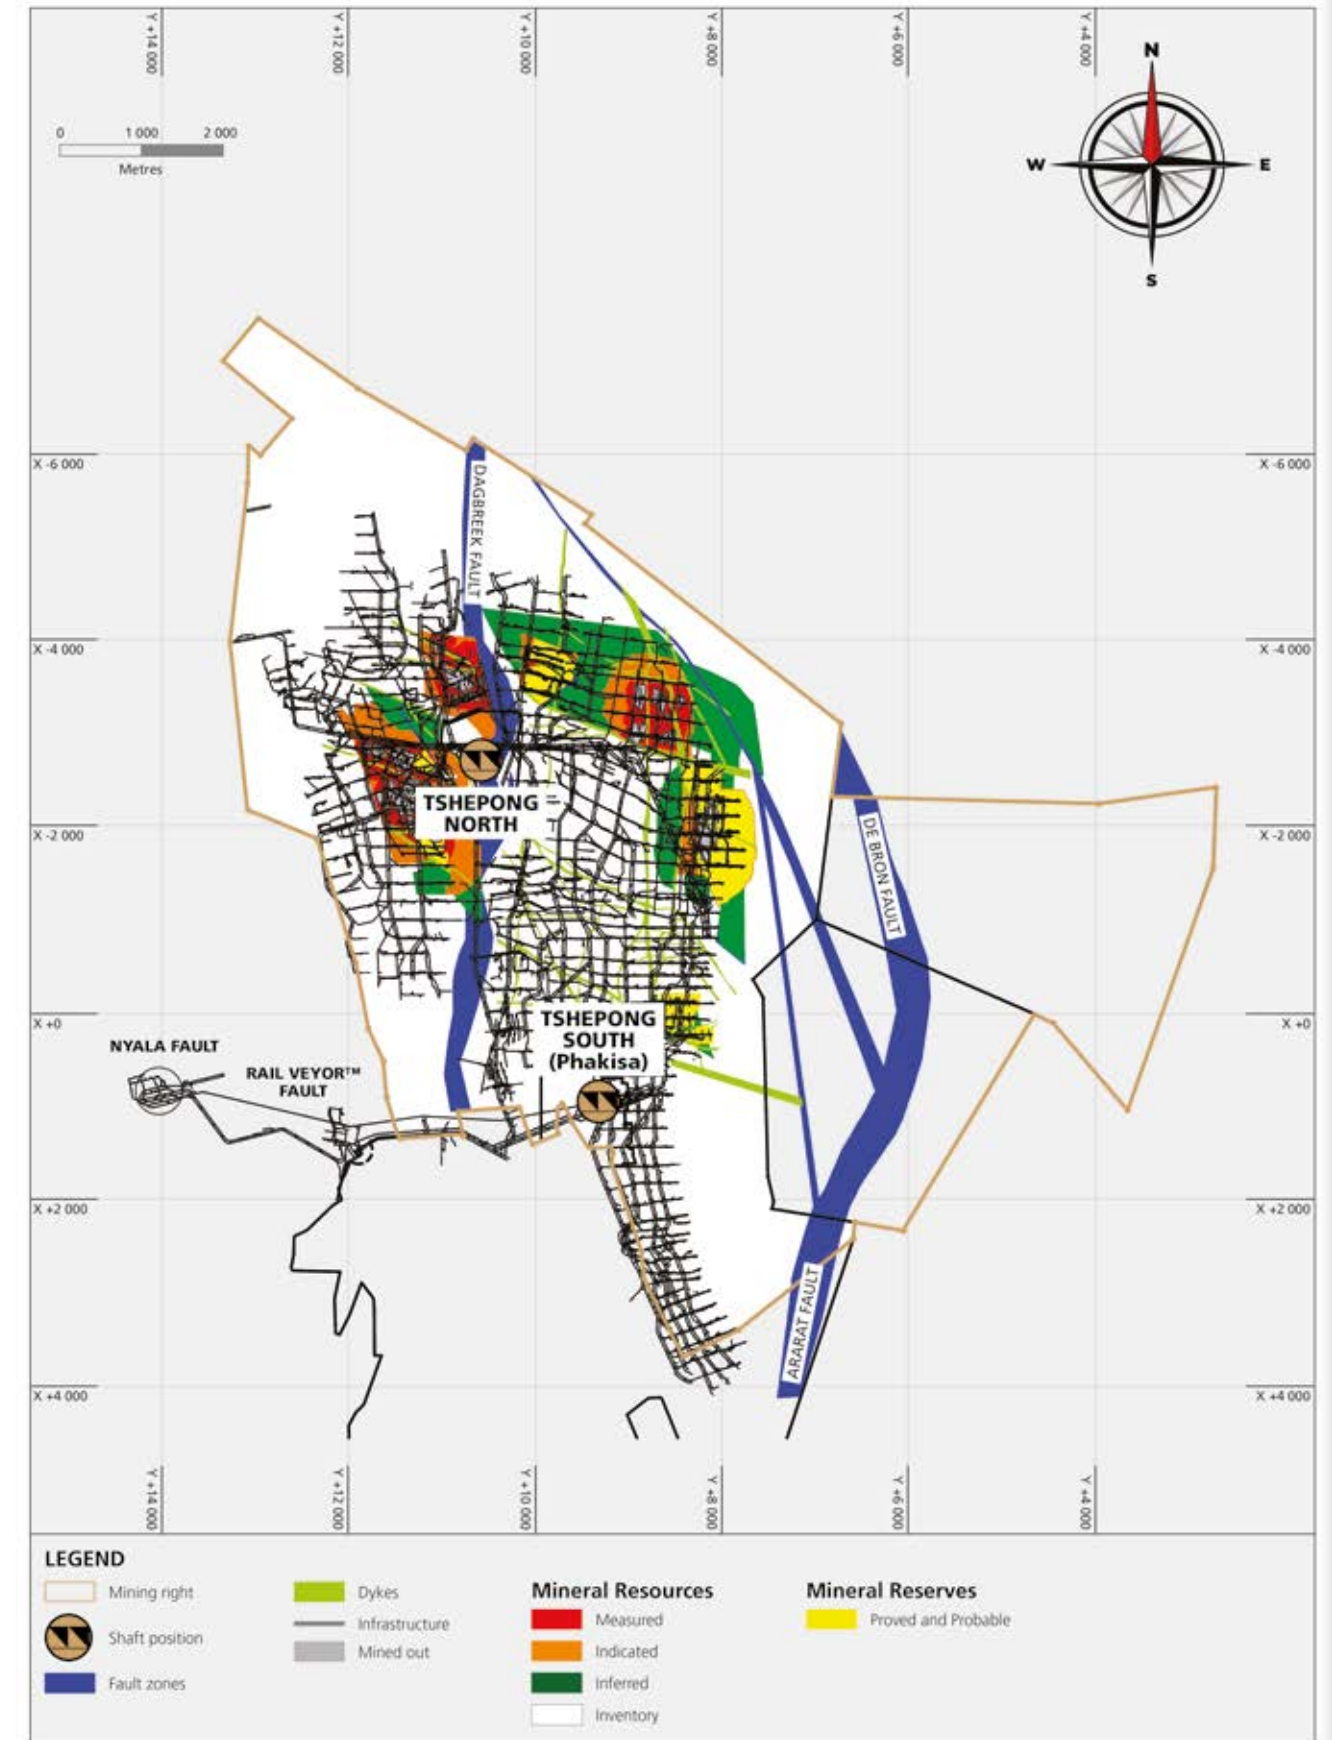 Y +14 000
Y +12 000
Y +10 000
Y +8 000
Y +6 000
Y +4 000
N
0 1 000 2 000
Metres
W E
S
X -6 000 X -6 000
DAGBREEK FAULT
X -4 000 X -4 000
TSHEPONG
NORTH
X -2 000 X -2 000
DE BRON FAULT
X +0 X +0
TSHEPONG
SOUTH
(Phakisa)
NYALA FAULT
RAIL VEYOR™
FAULT
X +2 000 X +2 000
ARARAT FAULT
X +4 000 X +4 000
Y +14 000
Y +12 000
Y +10 000
Y +8 000
Y +6 000
Y +4 000
LEGEND
Mining right
Shaft position
Fault zones
Dykes
Infrastructure
Mined out
Mineral Resources
Measured
Indicated
Inferred
Inventory
Mineral Reserves
Proved and Probable